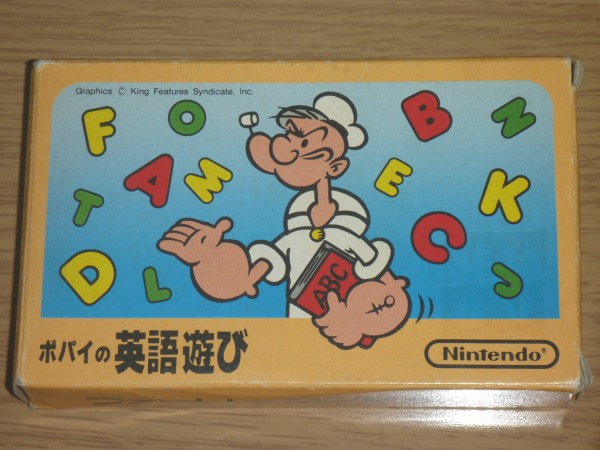 Graphics © King Features Syndicate, Inc.
F O B N
A M E K
T C
D L J
ABC
ポパイの英語遊び
Nintendo®